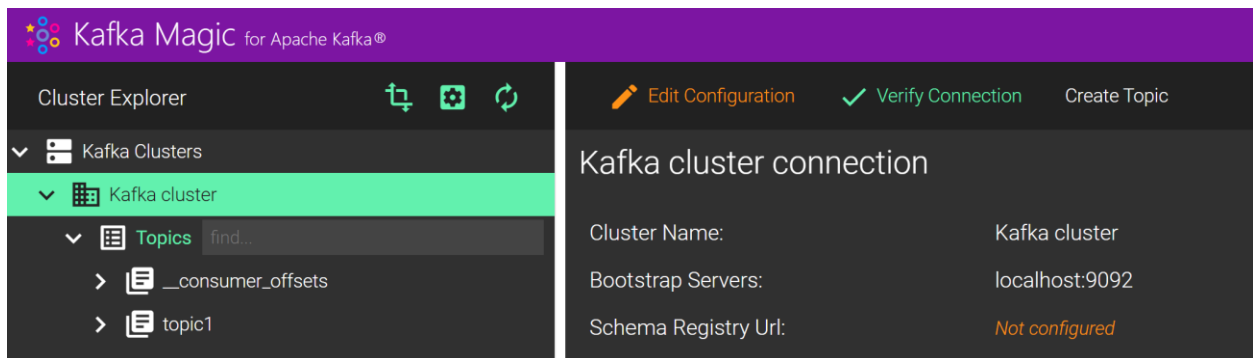 Kafka Magic for Apache Kafka®
Cluster Explorer
Edit Configuration Verify Connection Create Topic
Kafka Clusters
Kafka cluster
Topics find...
__consumer_offsets
topic1
Kafka cluster connection
Cluster Name: Kafka cluster
Bootstrap Servers: localhost:9092
Schema Registry Url: Not configured